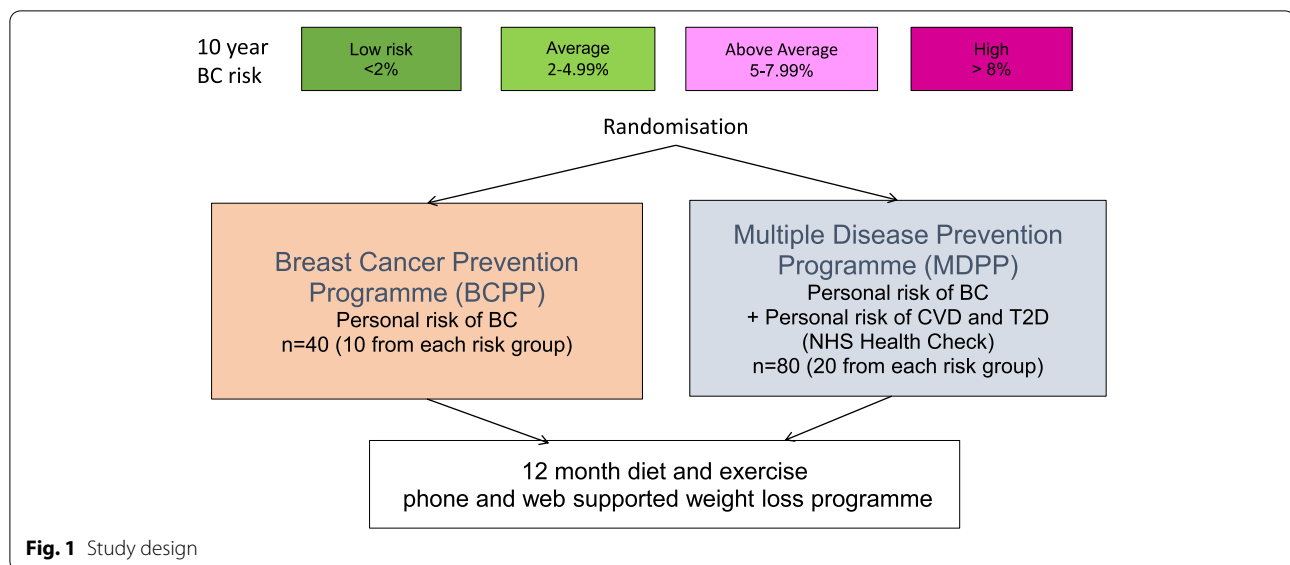 10 year
BC risk
Low risk
<2%
Average
2-4.99%
Above Average
5-7.99%
High
> 8%
Randomisation
Breast Cancer Prevention
Programme (BCPP)
Personal risk of BC
n=40 (10 from each risk group)
Multiple Disease Prevention
Programme (MDPP)
Personal risk of BC
+ Personal risk of CVD and T2D
(NHS Health Check)
n=80 (20 from each risk group)
12 month diet and exercise
phone and web supported weight loss programme
Fig. 1 Study design